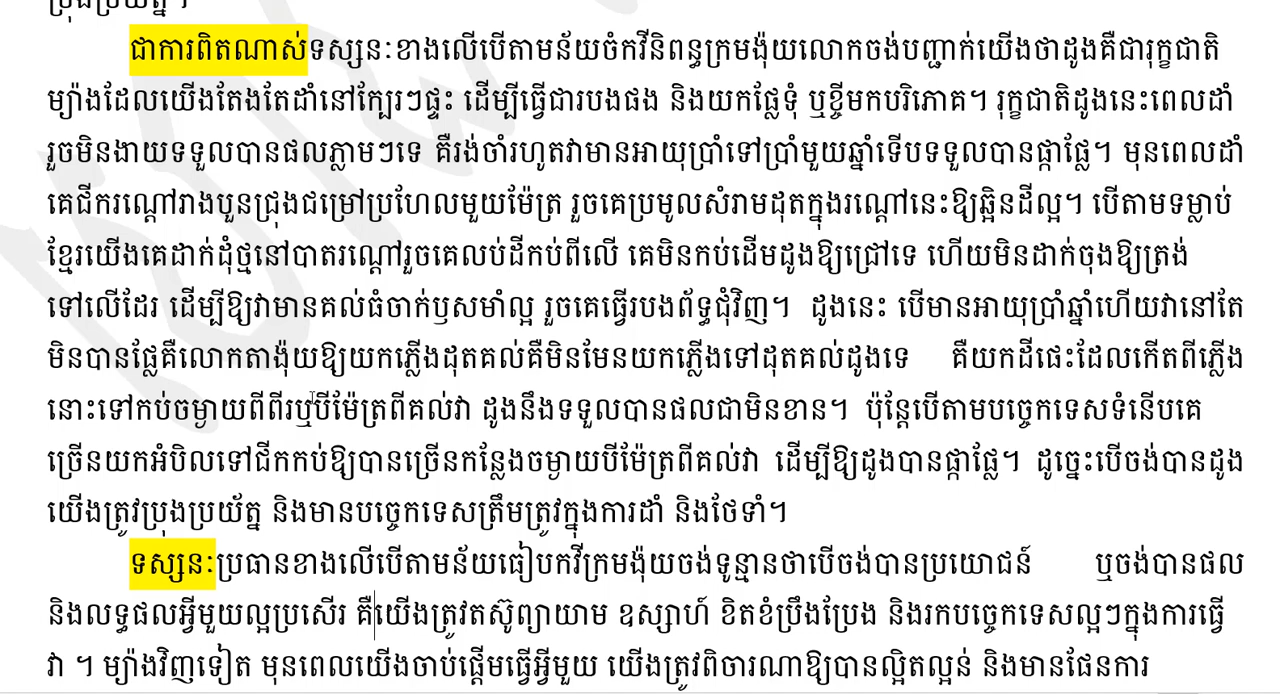 ប្រុងប្រយ័ត្ន។
ជាការពិតណាស់ទស្សនៈខាងលើបើតាមន័យចំកវីនិពន្ធក្រមង៉ុយលោកចង់បញ្ជាក់យើងថាដូងគឺជារុក្ខជាតិ
ម្យ៉ាងដែលយើងតែងតែដាំនៅក្បែរៗផ្ទះ ដើម្បីធ្វើជារបងផង និងយកផ្លែទុំ ឬខ្ចីមកបរិភោគ។ រុក្ខជាតិដូងនេះពេលដាំ
រួចមិនងាយទទួលបានផលភ្លាមៗទេ គឺរង់ចាំរហូតវាមានអាយុប្រាំទៅប្រាំមួយឆ្នាំទើបទទួលបានផ្កាផ្លែ។ មុនពេលដាំ
គេជីករណ្តៅរាងបួនជ្រុងជម្រៅប្រហែលមួយម៉ែត្រ រួចគេប្រមូលសំរាមដុតក្នុងរណ្តៅនេះឱ្យឆ្អិនដីល្អ។ បើតាមទម្លាប់
ខ្មែរយើងគេដាក់ដុំថ្មនៅបាតរណ្តៅរួចគេលប់ដីកប់ពីលើ គេមិនកប់ដើមដូងឱ្យជ្រៅទេ ហើយមិនដាក់ចុងឱ្យត្រង់
ទៅលើដែរ ដើម្បីឱ្យវាមានគល់ធំចាក់ឫសមាំល្អ រួចគេធ្វើរបងព័ទ្ធជុំវិញ។ ដូងនេះ បើមានអាយុប្រាំឆ្នាំហើយវានៅតែ
មិនបានផ្លែគឺលោកតាង៉ុយឱ្យយកភ្លើងដុតគល់គឺមិនមែនយកភ្លើងទៅដុតគល់ដូងទេ គឺយកដីផេះដែលកើតពីភ្លើង
នោះទៅកប់ចម្ងាយពីពីរឬបីម៉ែត្រពីគល់វា ដូងនឹងទទួលបានផលជាមិនខាន។ ប៉ុន្តែបើតាមបច្ចេកទេសទំនើបគេ
ច្រើនយកអំបិលទៅជីកកប់ឱ្យបានច្រើនកន្លែងចម្ងាយបីម៉ែត្រពីគល់វា ដើម្បីឱ្យដូងបានផ្កាផ្លែ។ ដូច្នេះបើចង់បានដូង
យើងត្រូវប្រុងប្រយ័ត្ន និងមានបច្ចេកទេសត្រឹមត្រូវក្នុងការដាំ និងថែទាំ។
ទស្សនៈប្រធានខាងលើបើតាមន័យធៀបកវីក្រមង៉ុយចង់ទូន្មានថាបើចង់បានប្រយោជន៍ ឬចង់បានផល
និងលទ្ធផលអ្វីមួយល្អប្រសើរ គឺយើងត្រូវតស៊ូព្យាយាម ឧស្សាហ៍ ខិតខំប្រឹងប្រែង និងរកបច្ចេកទេសល្អៗក្នុងការធ្វើ
វា ។ ម្យ៉ាងវិញទៀត មុនពេលយើងចាប់ផ្តើមធ្វើអ្វីមួយ យើងត្រូវពិចារណាឱ្យបានល្អិតល្អន់ និងមានផែនការ